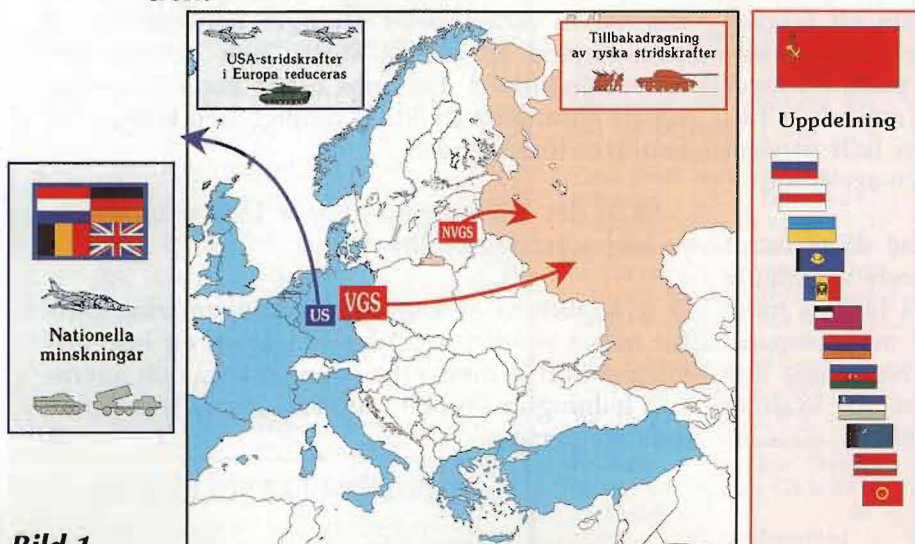 USA-stridskrafter
i Europa reduceras
Tillbakadragning
av ryska stridskrafter
Uppdelning
NVGS
VGS
US
Nationella
minskningar
Bild 1